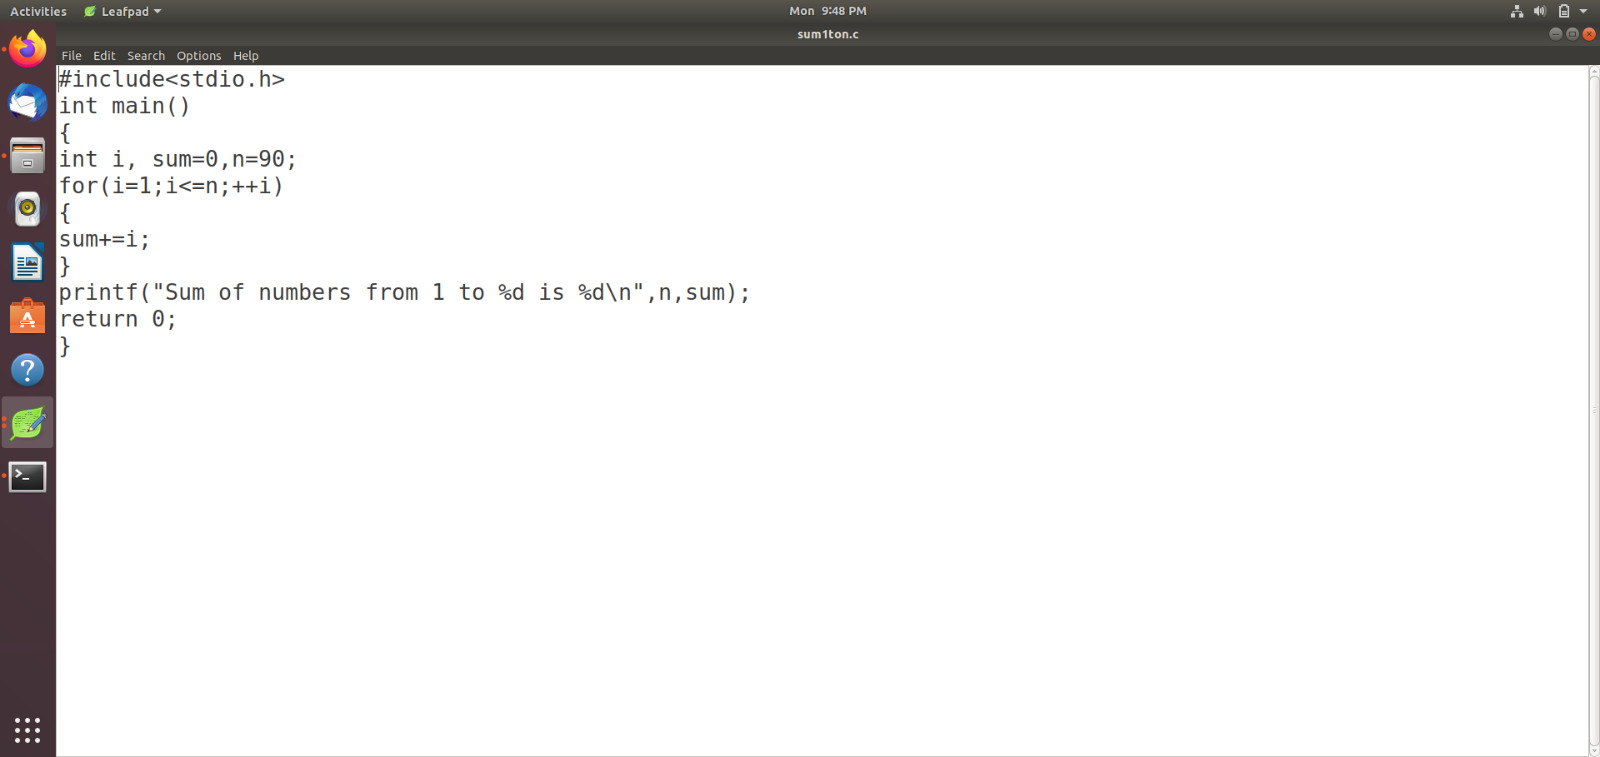 Activities Leafpad Mon 9:48 PM
sum1ton.c
File Edit Search Options Help
#include<stdio.h>
int main()
{
int i, sum=0,n=90;
for(i=1;i<=n;++i)
{
sum+=i;
}
printf("Sum of numbers from 1 to %d is %d\n",n,sum);
return 0;
}